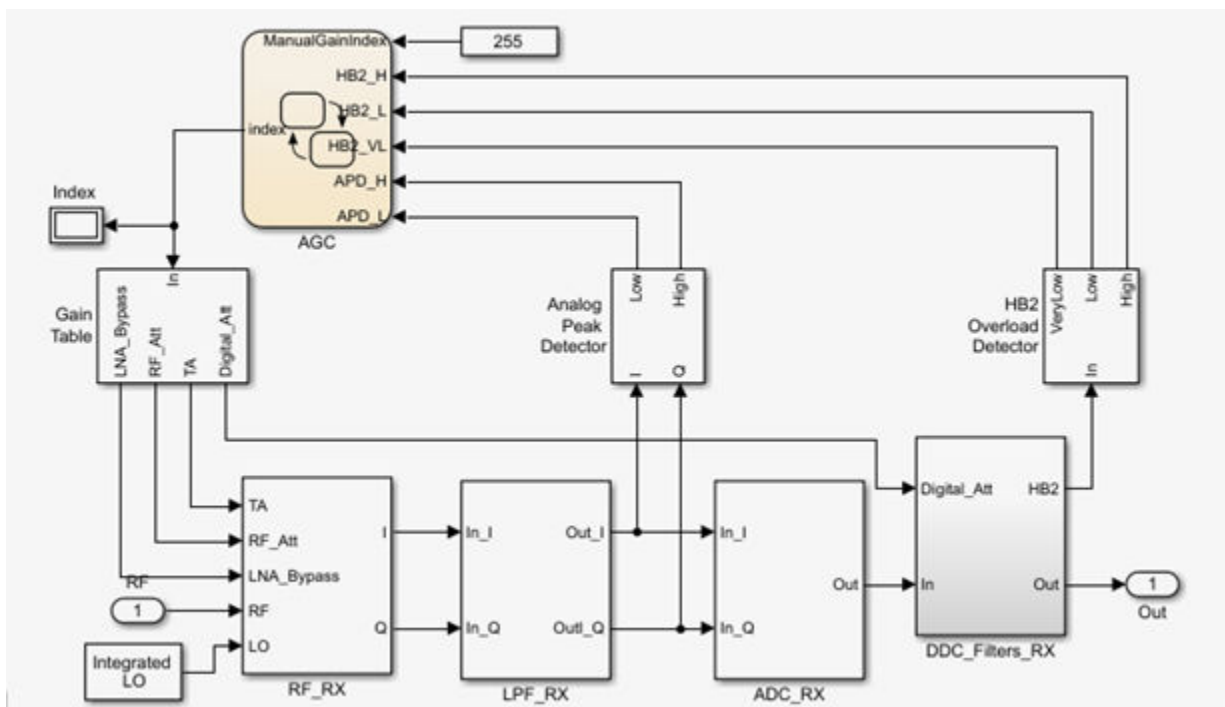 ManualGainIndex
255
HB2_H
HB2_L
index
HB2_VL
APD_H
APD_L
AGC
Index
In
LNA_Bypass
RF_Att
TA
Digital_Att
Gain
Table
Low
High
Analog
Peak
Detector
I
Q
VeryLow
Low
High
HB2
Overload
Detector
In
TA
RF_Att
LNA_Bypass
RF
1
RF
LO
I
Q
Integrated
LO
RF_RX
In_I
Out_I
In_Q
OutI_Q
LPF_RX
In_I
Out
In_Q
ADC_RX
Digital_Att
HB2
In
Out
DDC_Filters_RX
1
Out